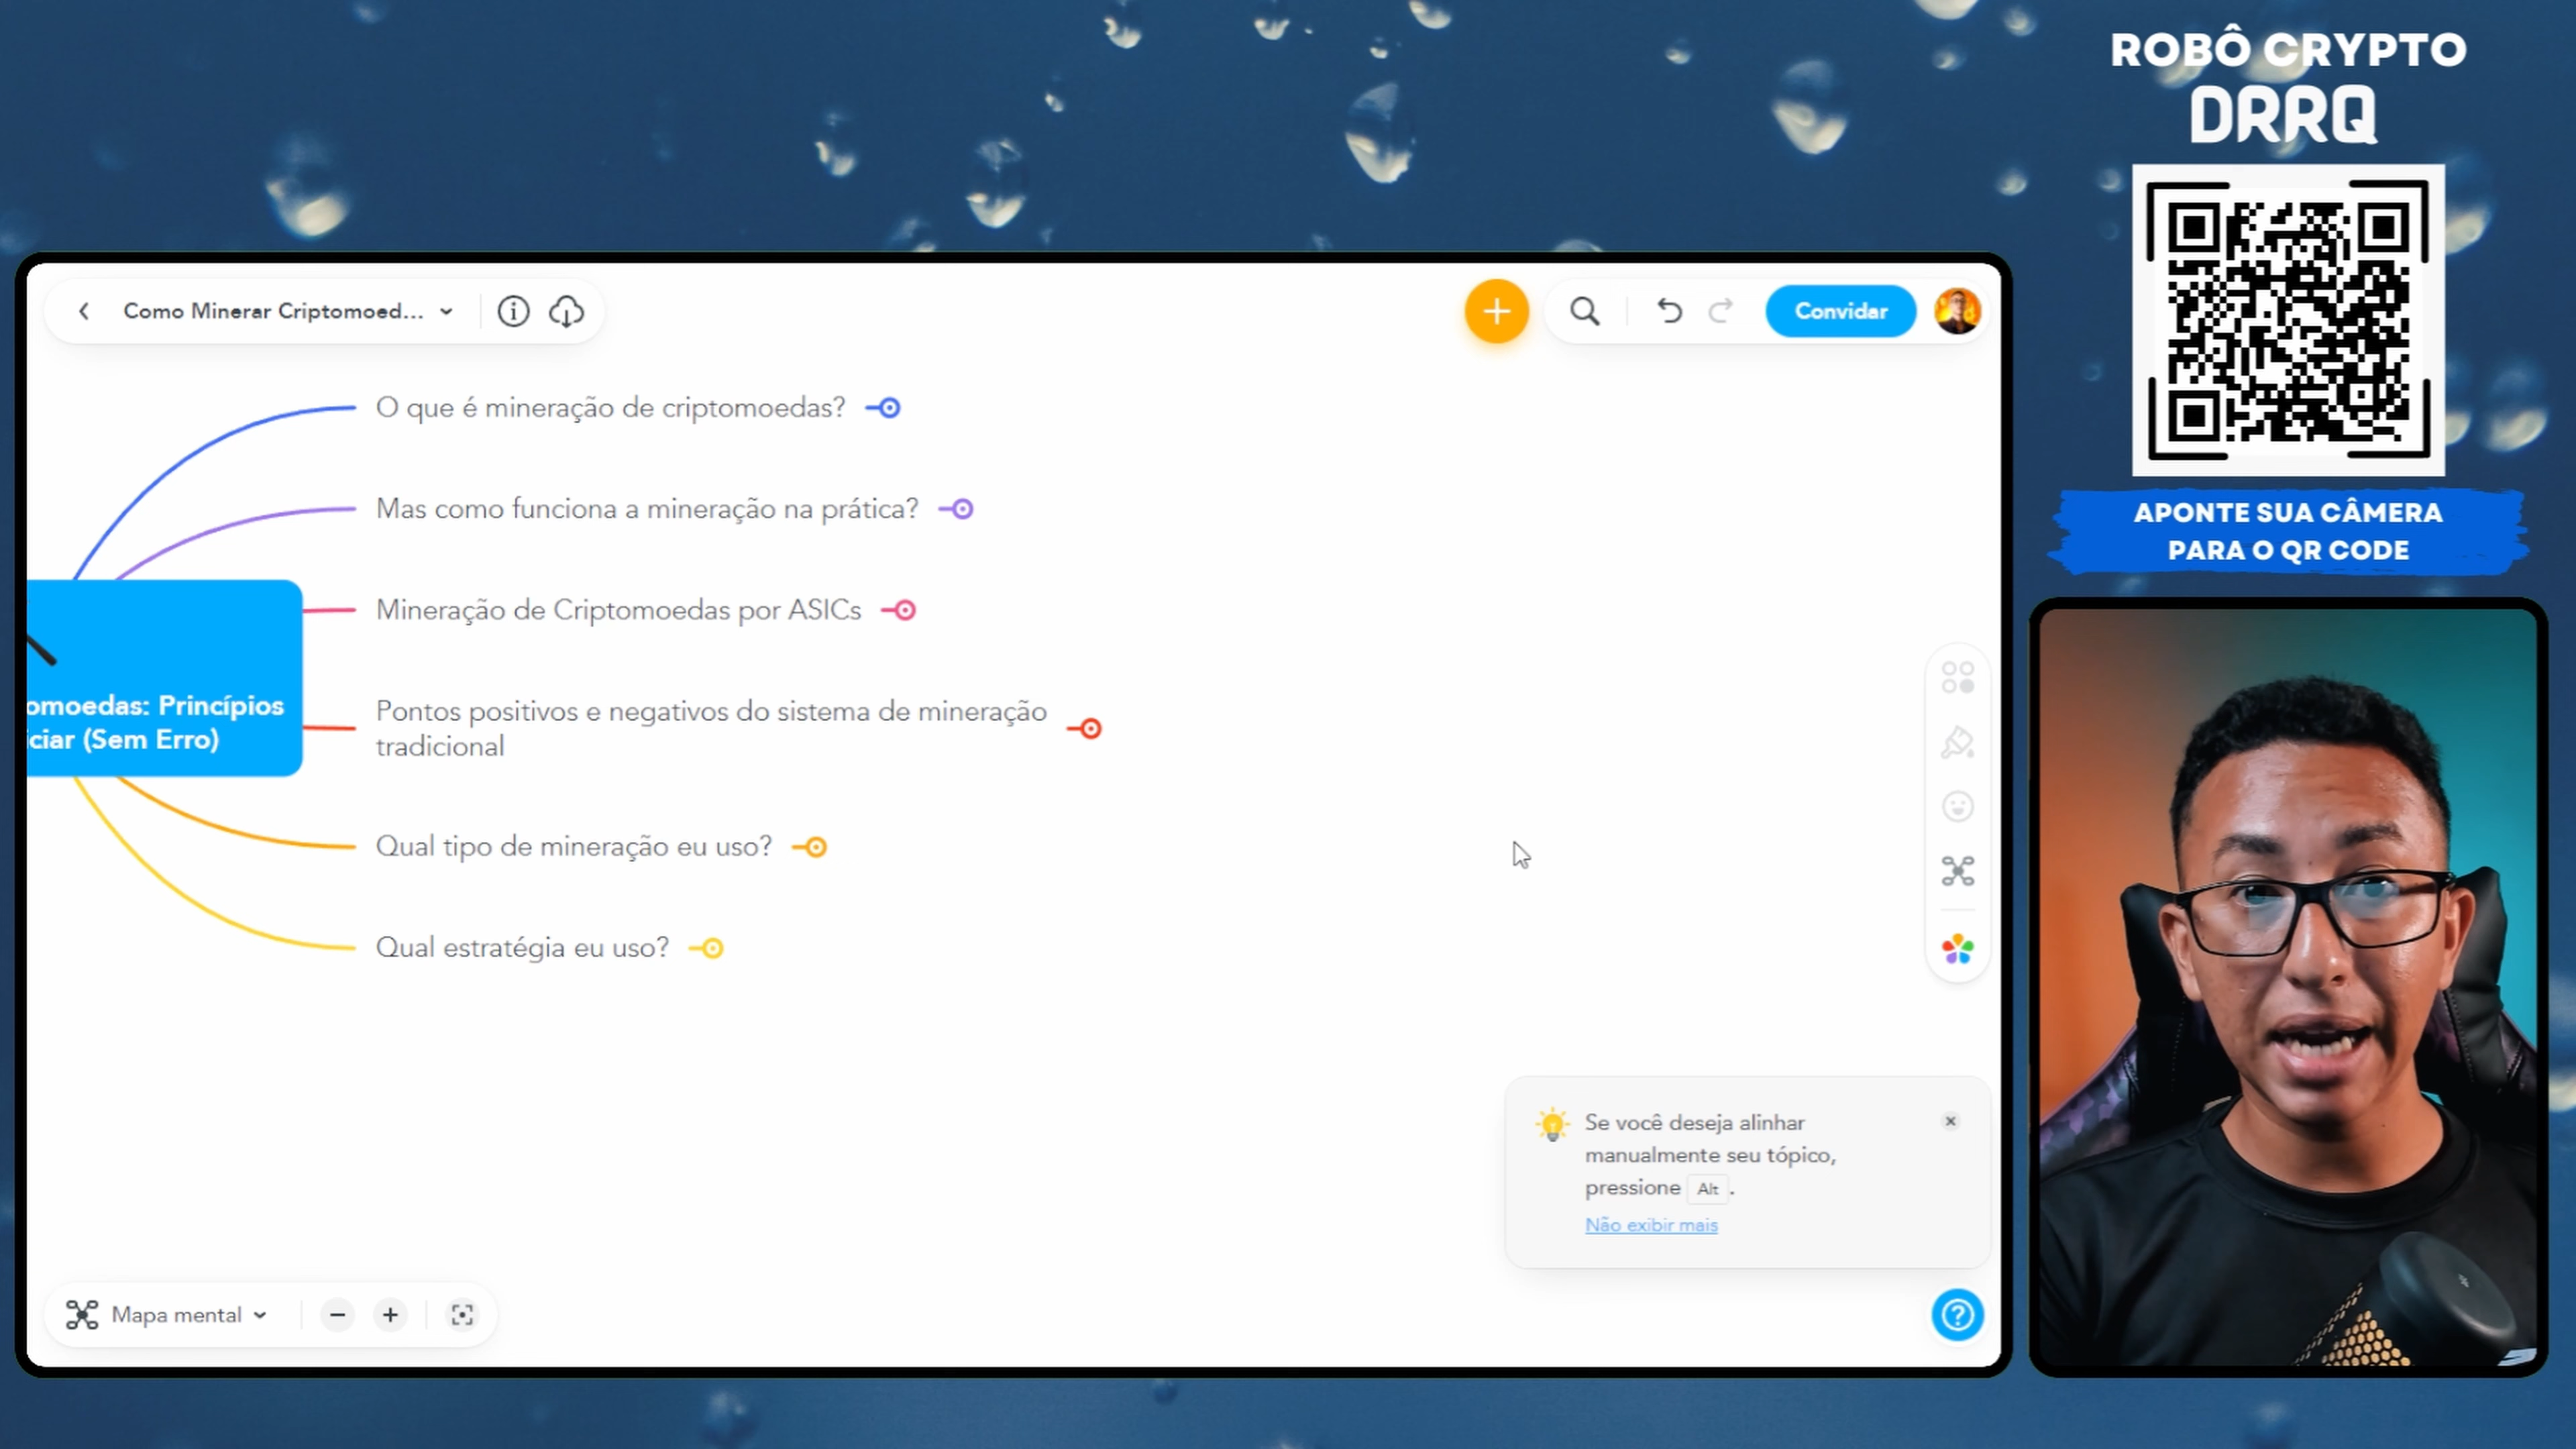 ROBÔ CRYPTO
DRRQ
APONTE SUA CÂMERA
PARA O QR CODE
Como Minerar Criptomoed...
Convidar
O que é mineração de criptomoedas?
Mas como funciona a mineração na prática?
Mineração de Criptomoedas por ASICs
Pontos positivos e negativos do sistema de mineração
tradicional
Qual tipo de mineração eu uso?
Qual estratégia eu uso?
omoedas: Princípios
iciar (Sem Erro)
Se você deseja alinhar
manualmente seu tópico,
pressione Alt .
Não exibir mais
Mapa mental